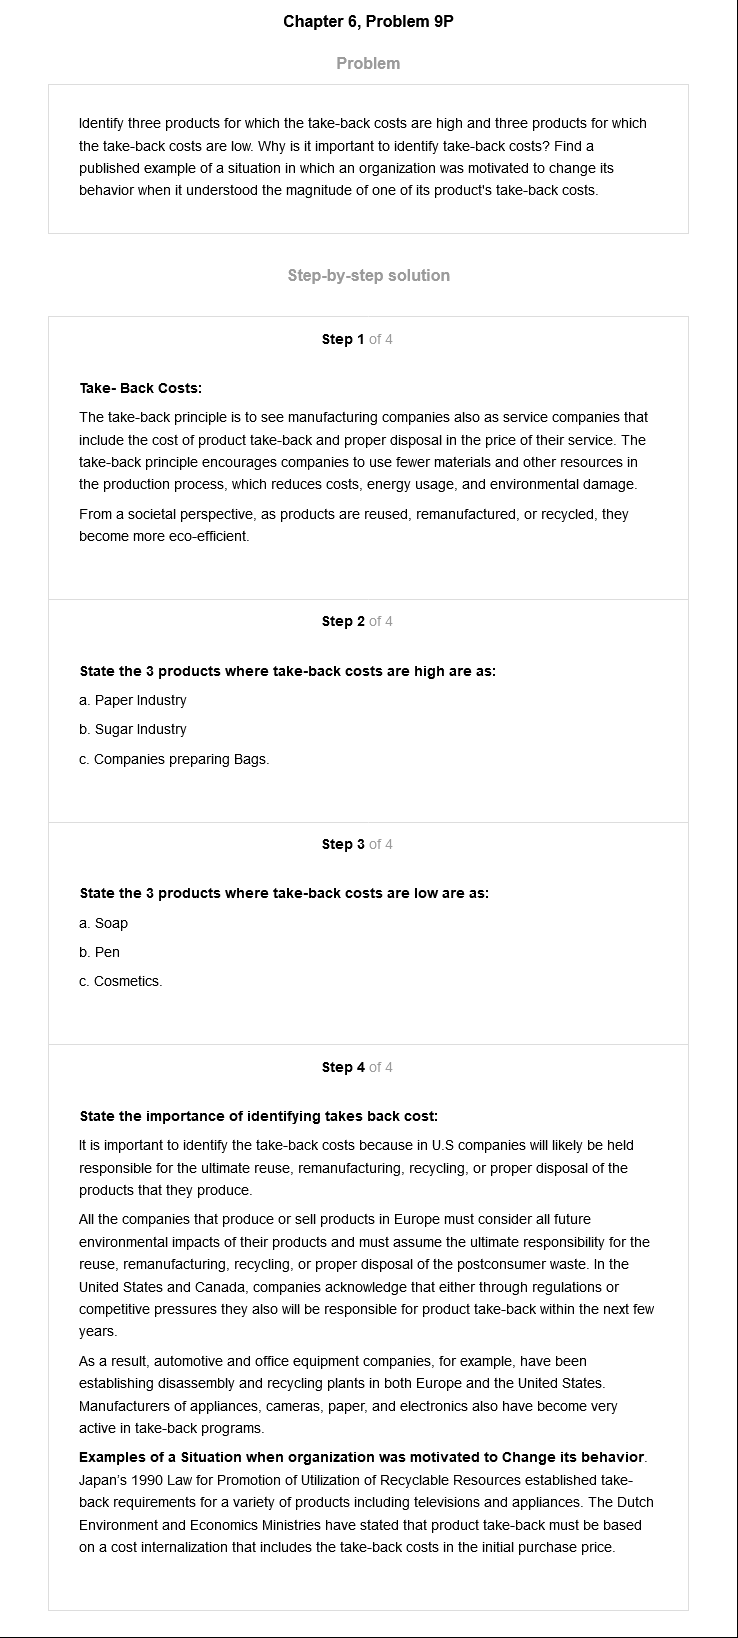 Chapter 6, Problem 9P
Problem
Identify three products for which the take-back costs are high and three products for which
the take-back costs are low. Why is it important to identify take-back costs? Find a
published example of a situation in which an organization was motivated to change its
behavior when it understood the magnitude of one of its product's take-back costs.
Step-by-step solution
Step 1 of 4
Take- Back Costs:
The take-back principle is to see manufacturing companies also as service companies that
include the cost of product take-back and proper disposal in the price of their service. The
take-back principle encourages companies to use fewer materials and other resources in
the production process, which reduces costs, energy usage, and environmental damage.
From a societal perspective, as products are reused, remanufactured, or recycled, they
become more eco-efficient.
Step 2 of 4
State the 3 products where take-back costs are high are as:
a. Paper Industry
b. Sugar Industry
c. Companies preparing Bags.
Step 3 of 4
State the 3 products where take-back costs are low are as:
a. Soap
b. Pen
c. Cosmetics.
Step 4 of 4
State the importance of identifying takes back cost:
It is important to identify the take-back costs because in U.S companies will likely be held
responsible for the ultimate reuse, remanufacturing, recycling, or proper disposal of the
products that they produce.
All the companies that produce or sell products in Europe must consider all future
environmental impacts of their products and must assume the ultimate responsibility for the
reuse, remanufacturing, recycling, or proper disposal of the postconsumer waste. In the
United States and Canada, companies acknowledge that either through regulations or
competitive pressures they also will be responsible for product take-back within the next few
years.
As a result, automotive and office equipment companies, for example, have been
establishing disassembly and recycling plants in both Europe and the United States.
Manufacturers of appliances, cameras, paper, and electronics also have become very
active in take-back programs.
Examples of a Situation when organization was motivated to Change its behavior.
Japan's 1990 Law for Promotion of Utilization of Recyclable Resources established take-
back requirements for a variety of products including televisions and appliances. The Dutch
Environment and Economics Ministries have stated that product take-back must be based
on a cost internalization that includes the take-back costs in the initial purchase price.